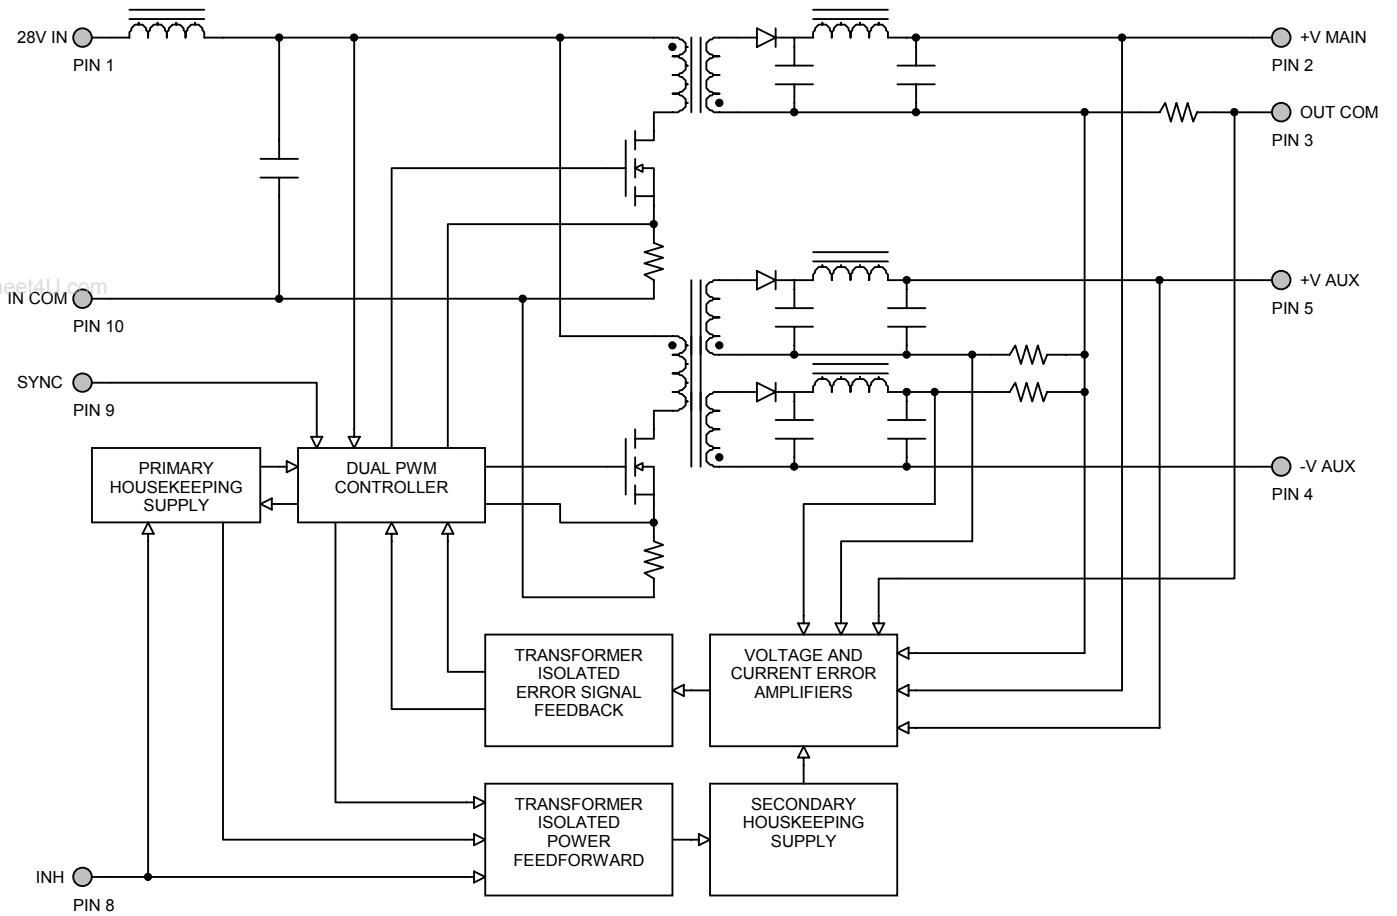 28V IN
PIN 1
+V MAIN
PIN 2
OUT COM
PIN 3
eet4U.com
IN COM
PIN 10
+V AUX
PIN 5
SYNC
PIN 9
-V AUX
PIN 4
PRIMARY
HOUSEKEEPING
SUPPLY
DUAL PWM
CONTROLLER
TRANSFORMER
ISOLATED
ERROR SIGNAL
FEEDBACK
VOLTAGE AND
CURRENT ERROR
AMPLIFIERS
TRANSFORMER
ISOLATED
POWER
FEEDFORWARD
SECONDARY
HOUSKEEPING
SUPPLY
INH
PIN 8